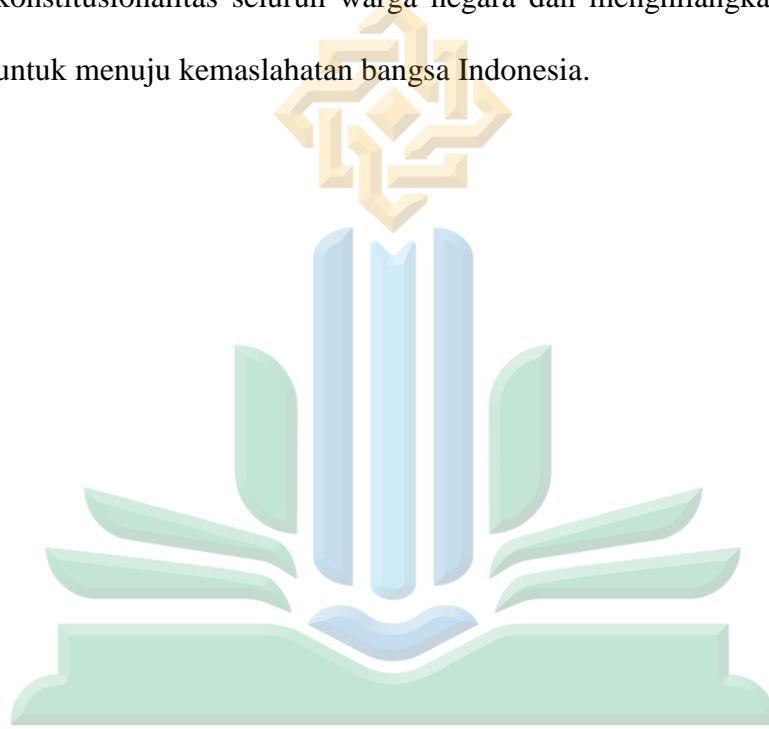 konstitusionalitas seluruh warga negara dan menghilangka
untuk menuju kemaslahatan bangsa Indonesia.